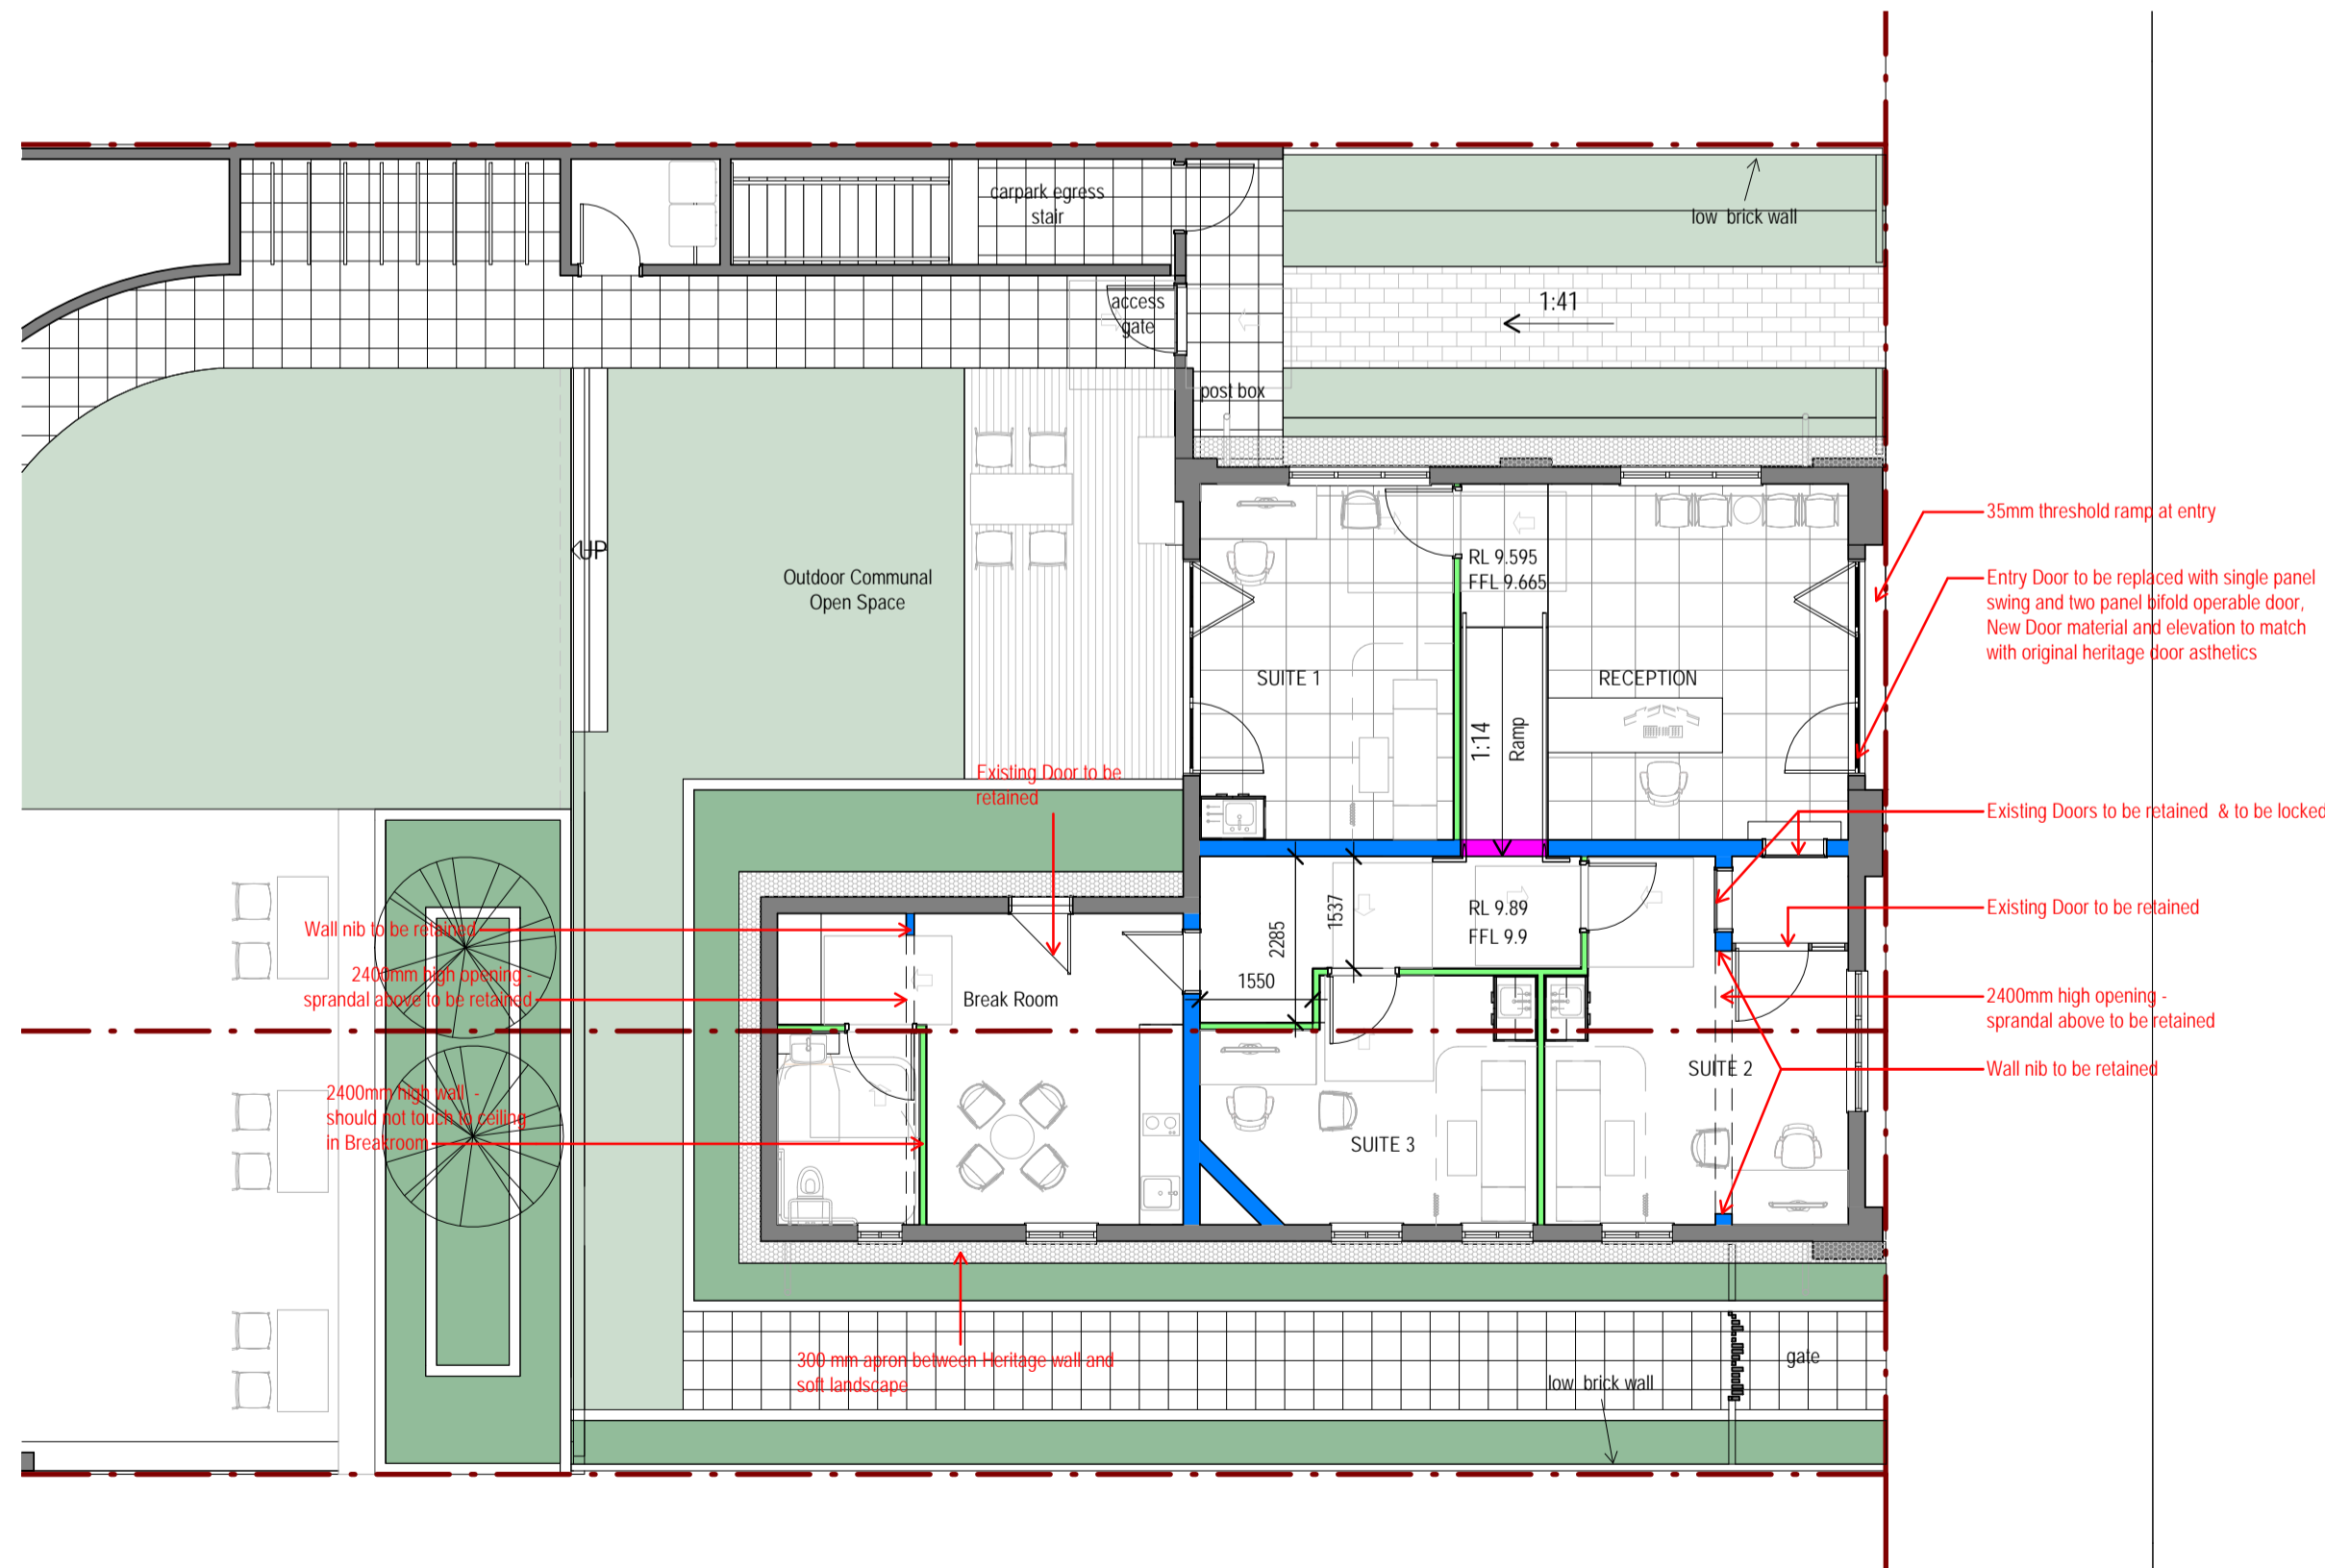 carpark egress
stair
low  brick wall
access
gate
1:41
post box
35mm threshold ramp at entry
UP
RL 9.595
FFL 9.665
Outdoor Communal
Open Space
Entry Door to be replaced with single panel
swing and two panel bifold operable door,
New Door material and elevation to match
with original heritage door asthetics
SUITE 1
RECEPTION
1:14
Ramp
Existing Door to be
retained
Existing Doors to be retained  & to be locked
2285
1537
RL 9.89
FFL 9.9
Existing Door to be retained
Wall nib to be retained
2400mm high opening -
sprandal above to be retained
1550
Break Room
2400mm high opening -
sprandal above to be retained
SUITE 2
Wall nib to be retained
2400mm high wall  -
should not touch to ceiling
in Breakroom
SUITE 3
300 mm apron between Heritage wall and
soft landscape
gate
low  brick wall